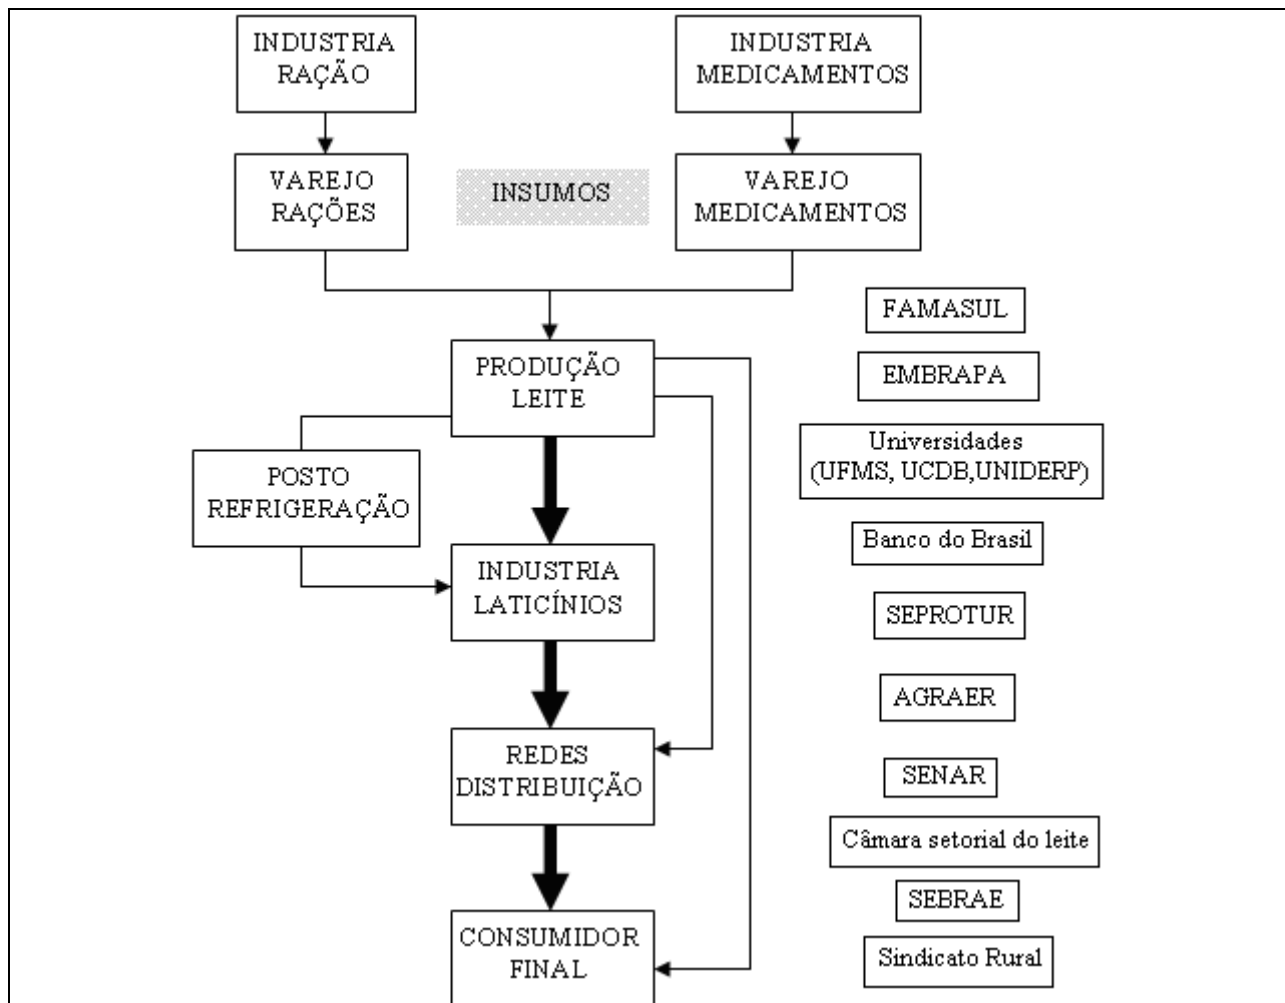 INDUSTRIA
RAÇÃO
INDUSTRIA
MEDICAMENTOS
VAREJO
RAÇÕES
INSUMOS
VAREJO
MEDICAMENTOS
FAMASUL
PRODUÇÃO
LEITE
EMBRAPA
Universidades
(UFMS, UCDB,UNIDERP)
POSTO
REFRIGERAÇÃO
Banco do Brasil
INDUSTRIA
LATICÍNIOS
SEPROTUR
AGRAER
REDES
DISTRIBUIÇÃO
SENAR
Câmara setorial do leite
SEBRAE
CONSUMIDOR
FINAL
Sindicato Rural